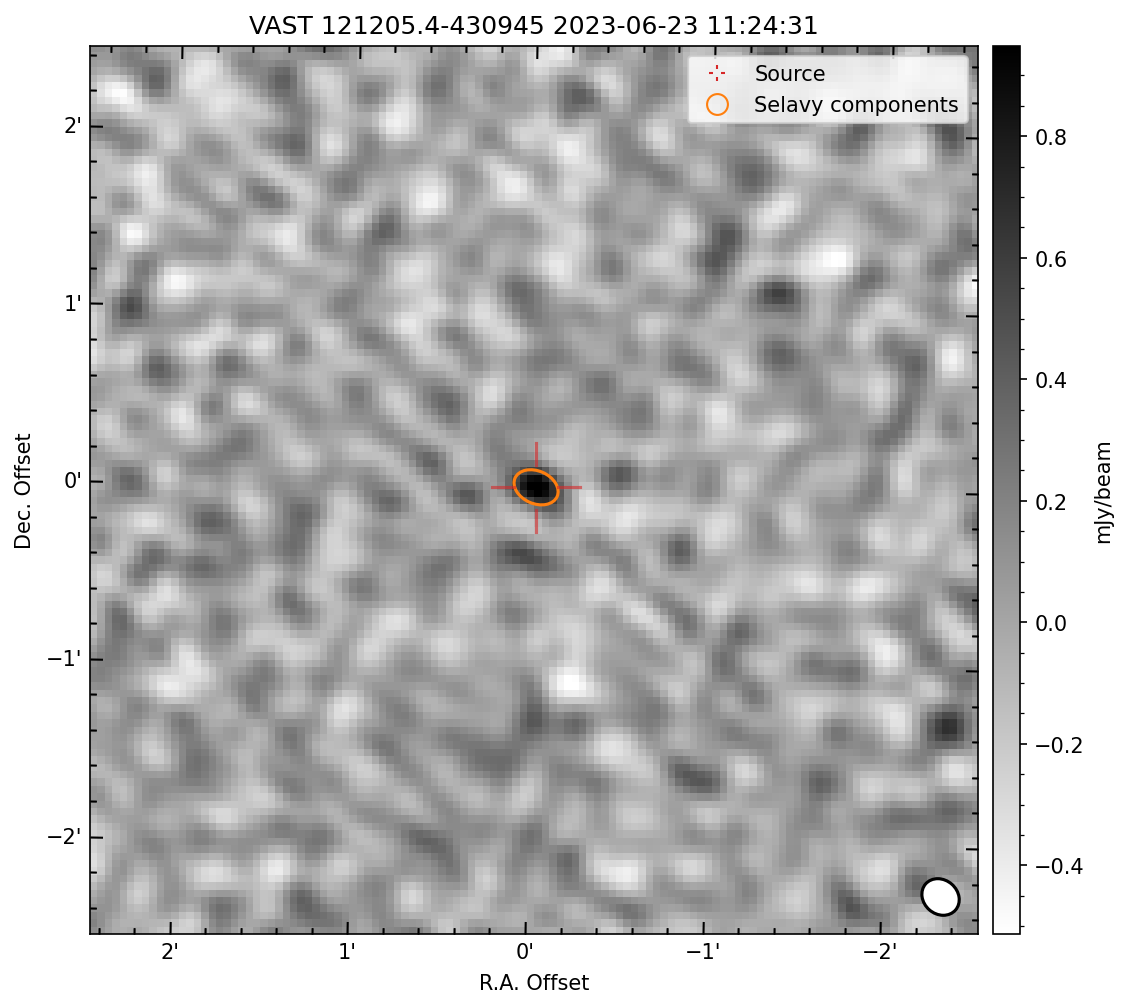 VAST 121205.4-430945 2023-06-23 11:24:31
Source
Selavy components
2'
1'
0'
−1'
−2'
Dec. Offset
2'
1'
0'
−1'
−2'
R.A. Offset
0.8
0.6
0.4
0.2
0.0
−0.2
−0.4
mJy/beam